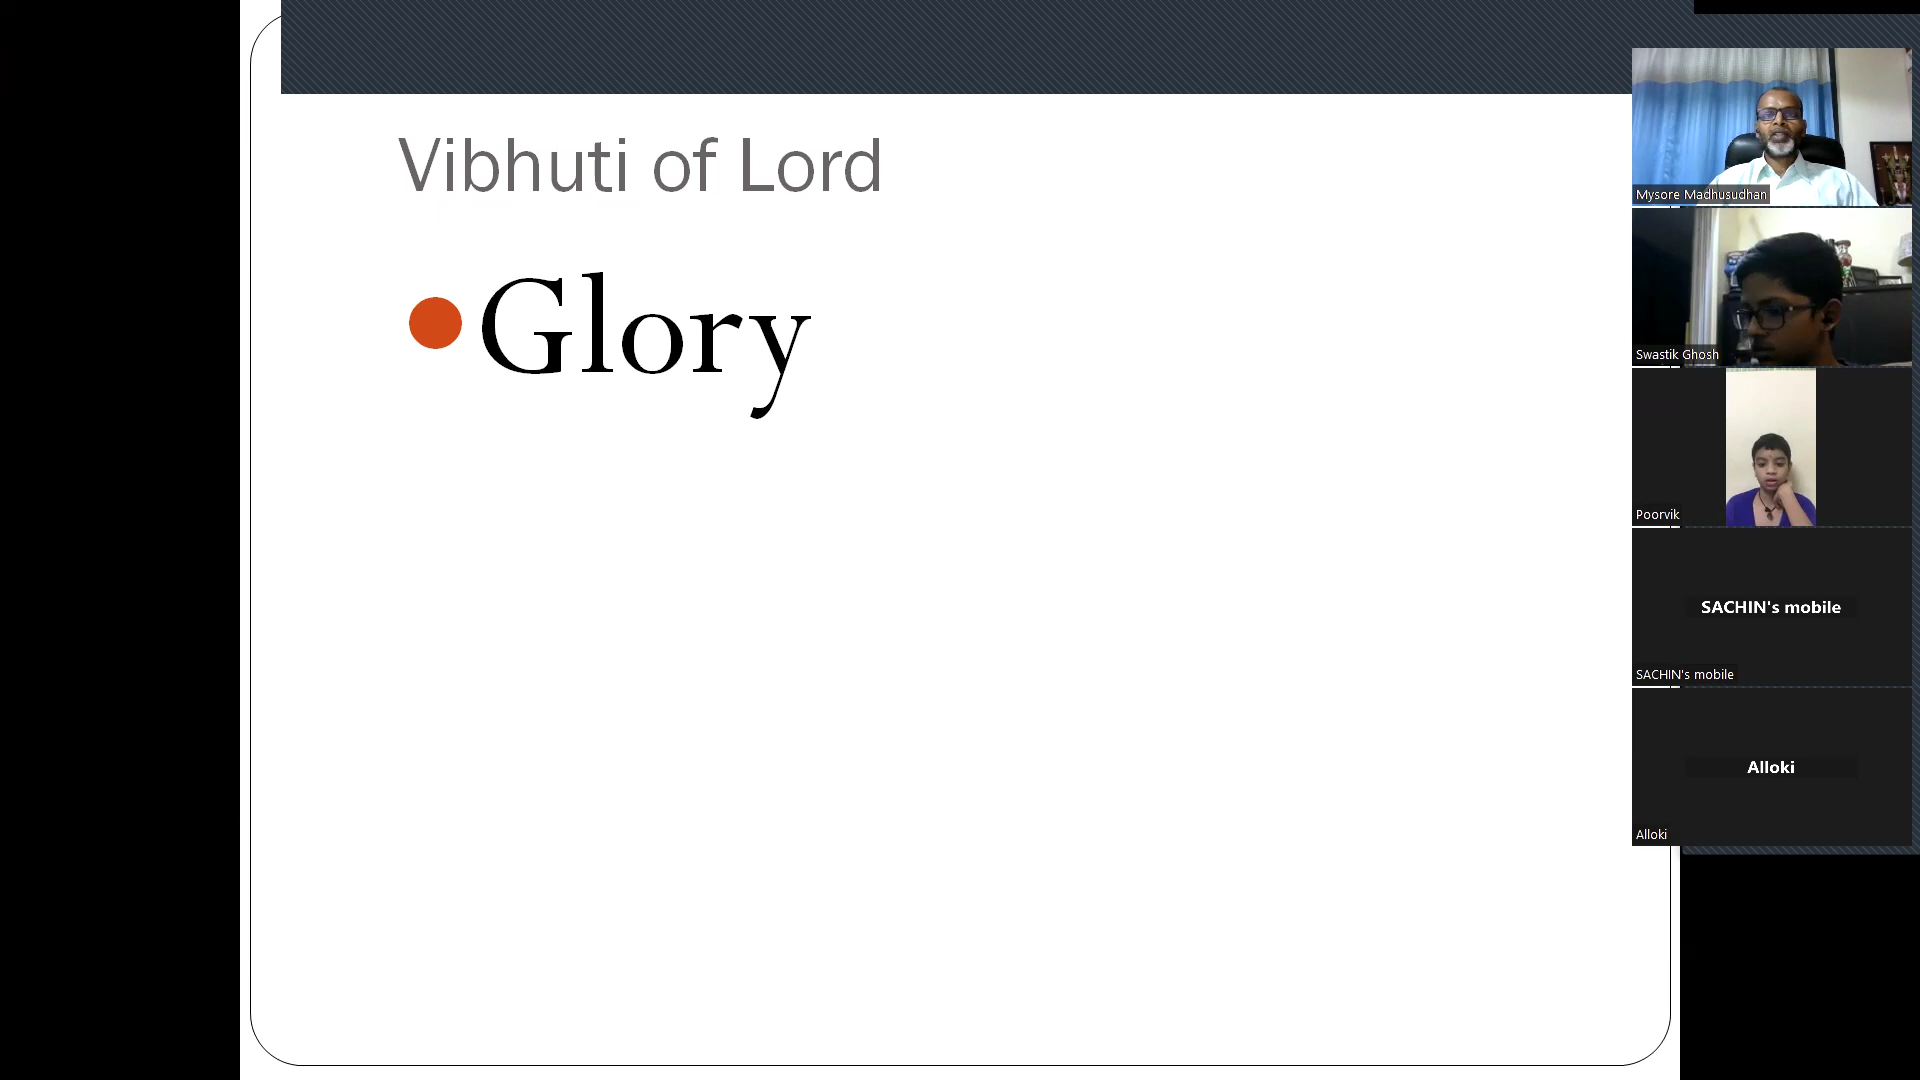 Vibhuti of Lord
Glory
Mysore Madhusudhan
Swastik Ghosh
Poorvik
SACHIN's mobile
SACHIN's mobile
Alloki
Alloki